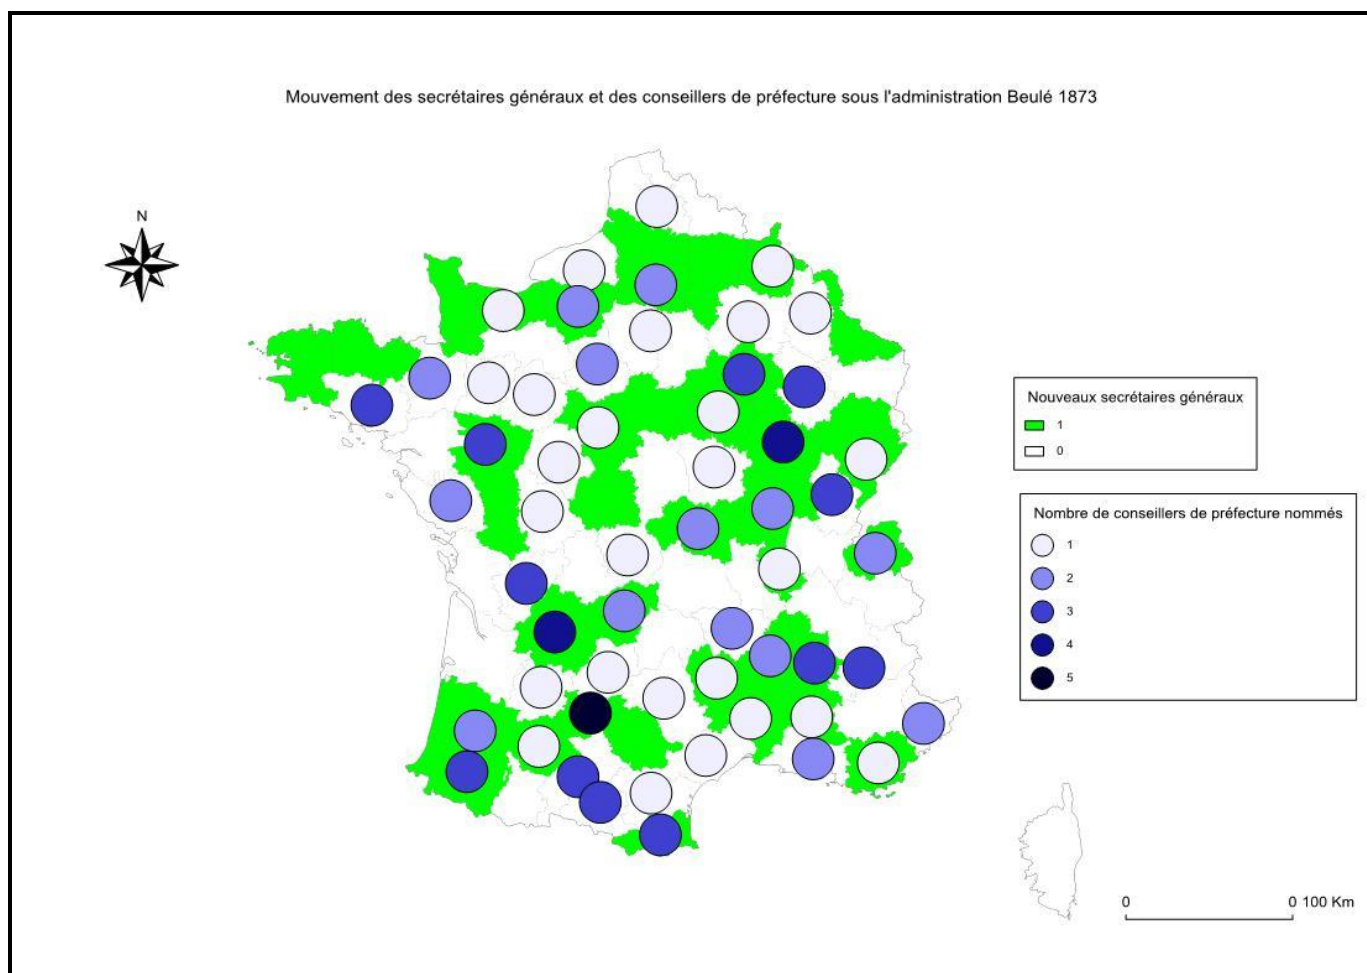 Mouvement des secrétaires généraux et des conseillers de préfecture sous l'administration Beulé 1873
N
Nouveaux secrétaires généraux
1
0
Nombre de conseillers de préfecture nommés
1
2
3
4
5
0 0 100 Km